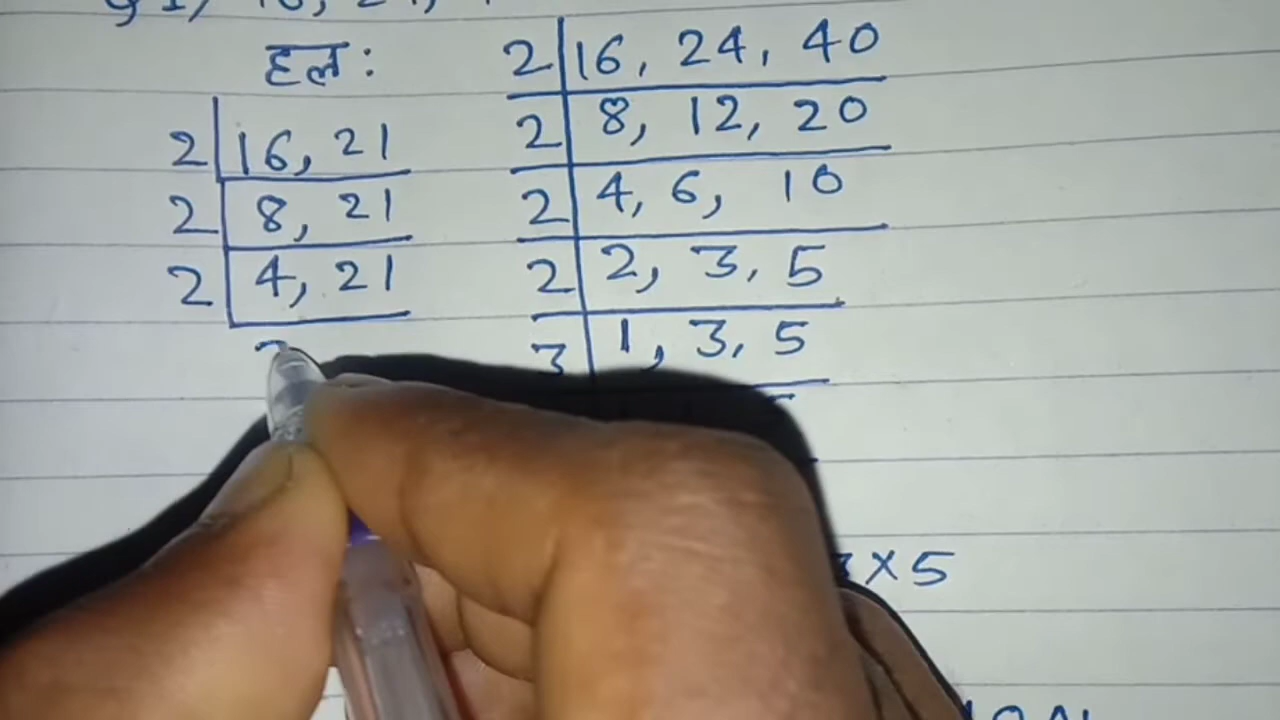 हल:
2 | 16, 21
2 | 8, 21
2 | 4, 21
2 | 16, 24, 40
2 | 8, 12, 20
2 | 4, 6, 10
2 | 2, 3, 5
3 | 1, 3, 5
× 5